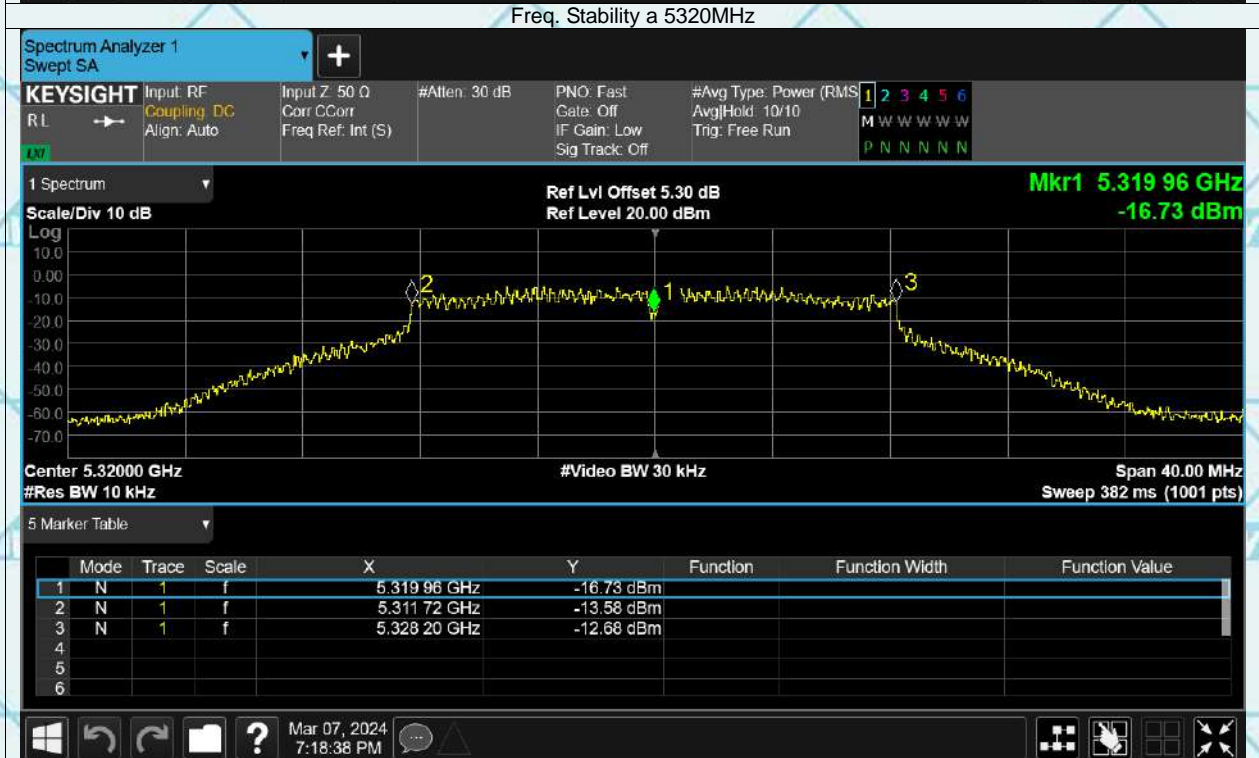 Freq. Stability a 5320MHz
Spectrum Analyzer 1
Swept SA
KEYSIGHT
RL
LXI
Input: RF
Coupling: DC
Align: Auto
Input Z: 50 Ω
Corr CCorr
Freq Ref: Int (S)
#Atten: 30 dB
PNO: Fast
Gate: Off
IF Gain: Low
Sig Track: Off
#Avg Type: Power (RMS
Avg|Hold: 10/10
Trig: Free Run
1 2 3 4 5 6
M W W W W W
P N N N N N
1 Spectrum
Scale/Div 10 dB
Ref Lvl Offset 5.30 dB
Ref Level 20.00 dBm
Mkr1 5.319 96 GHz
-16.73 dBm
Log
10.0
0.00
-10.0
-20.0
-30.0
-40.0
-50.0
-60.0
-70.0
2
1
3
Center 5.32000 GHz
#Res BW 10 kHz
#Video BW 30 kHz
Span 40.00 MHz
Sweep 382 ms (1001 pts)
5 Marker Table
Mode Trace Scale X Y Function Function Width Function Value
1 N 1 f 5.319 96 GHz -16.73 dBm
2 N 1 f 5.311 72 GHz -13.58 dBm
3 N 1 f 5.328 20 GHz -12.68 dBm
4
5
6
?
Mar 07, 2024
7:18:38 PM